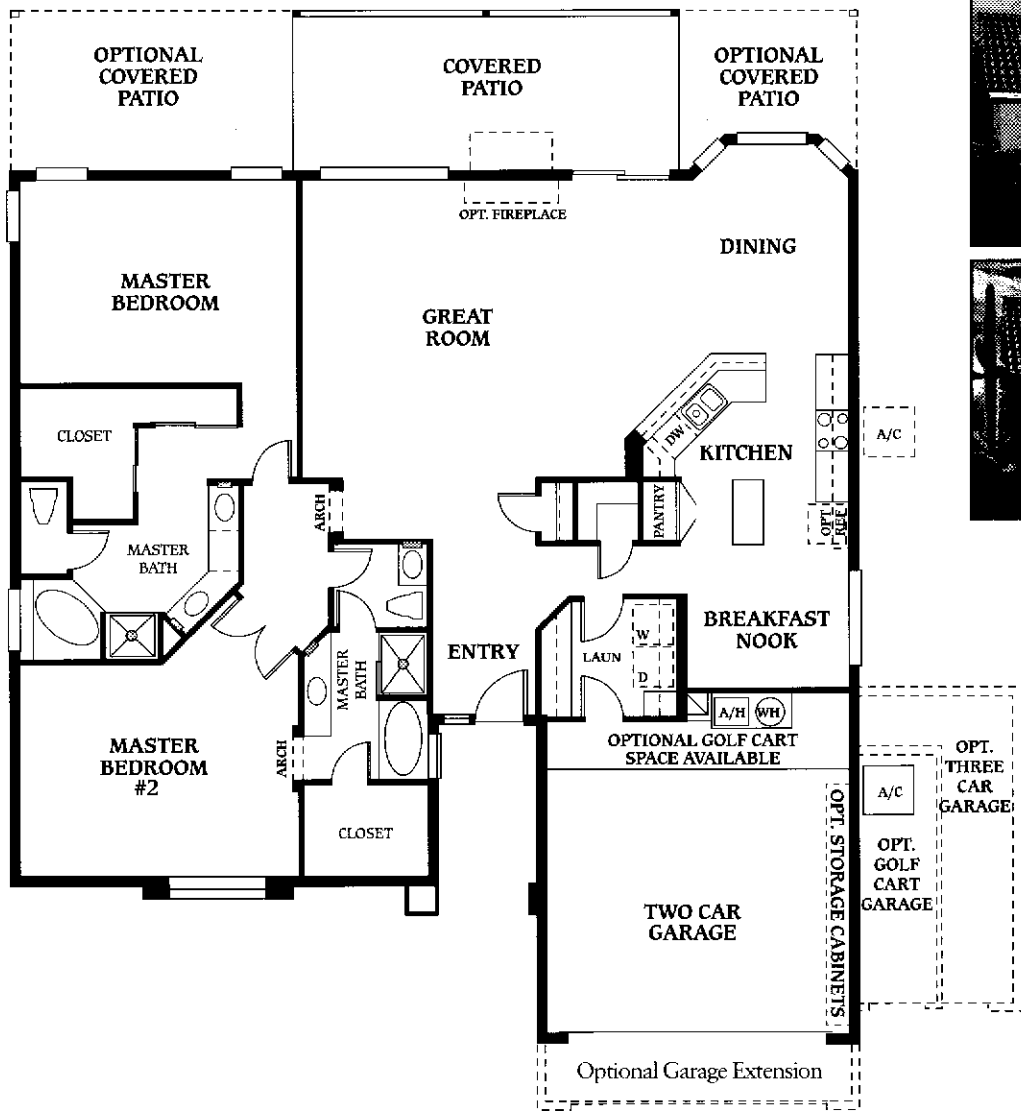 OPTIONAL
COVERED
PATIO
COVERED
PATIO
OPTIONAL
COVERED
PATIO
OPT. FIREPLACE
DINING
MASTER
BEDROOM
GREAT
ROOM
CLOSET
DW
KITCHEN
A/C
ARCH
PANTRY
OPT.
REF.
MASTER
BATH
BREAKFAST
NOOK
ENTRY
LAUN
W
D
MASTER
BATH
A/H
WH
OPTIONAL GOLF CART
SPACE AVAILABLE
MASTER
BEDROOM
#2
ARCH
CLOSET
OPT. STORAGE CABINETS
A/C
OPT.
THREE
CAR
GARAGE
OPT.
GOLF
CART
GARAGE
TWO CAR
GARAGE
Optional Garage Extension